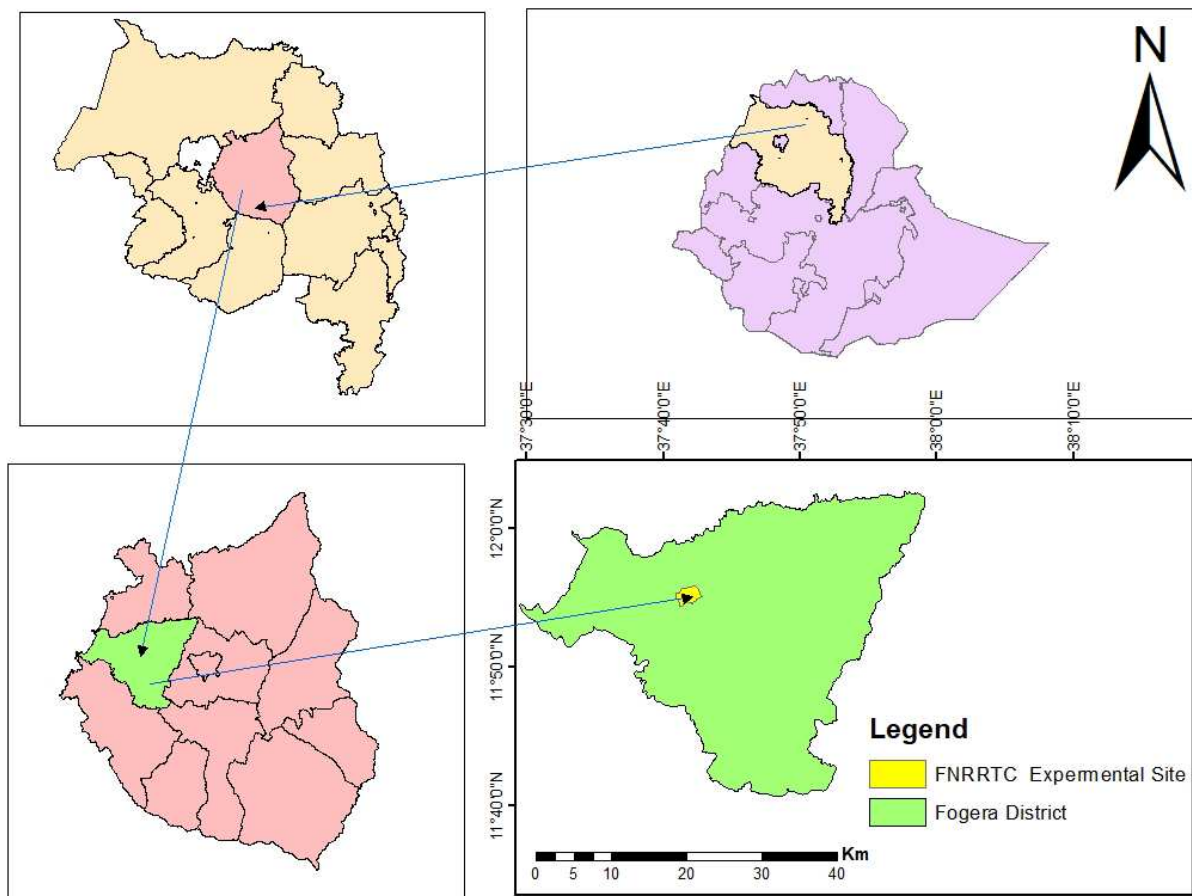 N
37°30'0"E
37°40'0"E
37°50'0"E
38°0'0"E
38°10'0"E
12°0'0"N
11°50'0"N
11°40'0"N
Legend
FNRRTC Expermental Site
Fogera District
Km
0 5 10 20 30 40